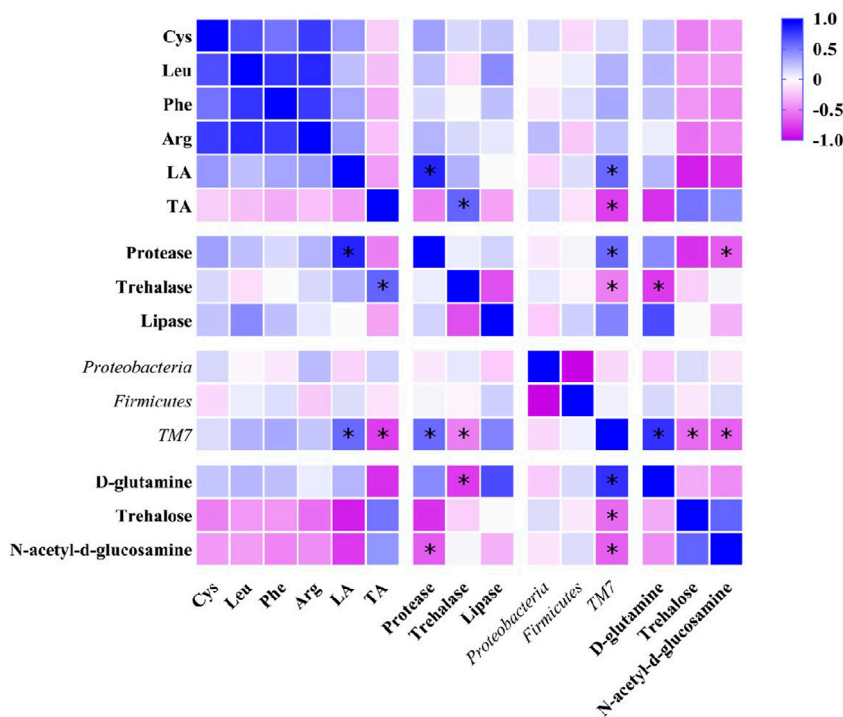 Cys
Leu
Phe
Arg
LA
TA
Protease
Trehalase
Lipase
Proteobacteria
Firmicutes
TM7
D-glutamine
Trehalose
N-acetyl-d-glucosamine
* *
* *
* * *
* * *
* * * * * * *
* *
*
* *
Cys
Leu
Phe
Arg
LA
TA
Protease
Trehalase
Lipase
Proteobacteria
Firmicutes
TM7
D-glutamine
Trehalose
N-acetyl-d-glucosamine
1.0
0.5
0
-0.5
-1.0